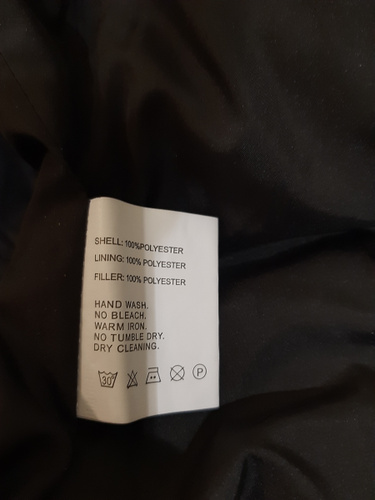 SHELL: 100%POLYESTER
LINING: 100% POLYESTER
FILLER: 100% POLYESTER
HAND WASH.
NO BLEACH.
WARM IRON.
NO TUMBLE DRY.
DRY CLEANING.
30° P